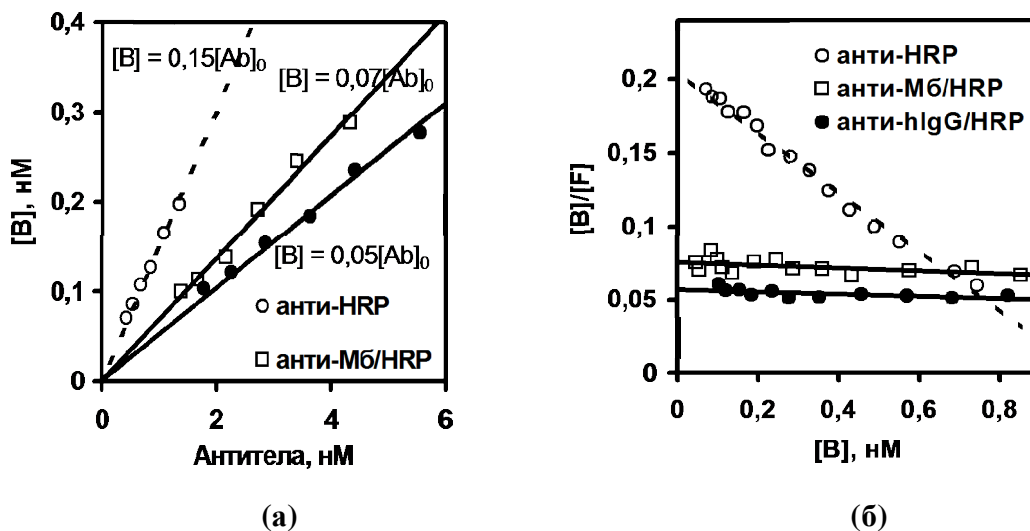 0,4
0,3
0,2
0,1
0
[B], нМ
[B] = 0,15[Ab]₀
[B] = 0,07[Ab]₀
[B] = 0,05[Ab]₀
анти-HRP
анти-Мб/HRP
0 2 4 6
Антитела, нМ
(а)
0,2
0,15
0,1
0,05
0
[B]/[F]
анти-HRP
анти-Мб/HRP
анти-hIgG/HRP
0 0,2 0,4 0,6 0,8
[B], нМ
(б)